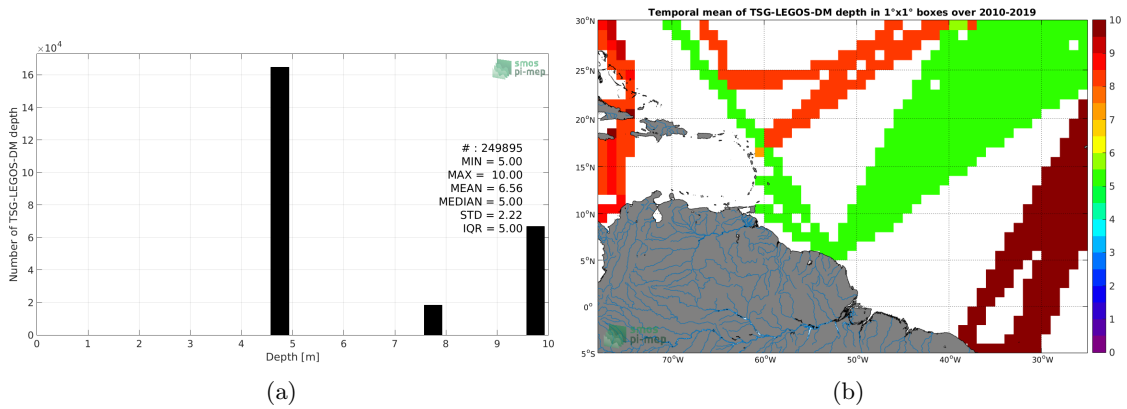 ×10⁴
16
14
12
10
8
6
4
2
0
Number of TSG-LEGOS-DM depth
smos
pi-mep
# : 249895
MIN = 5.00
MAX = 10.00
MEAN = 6.56
MEDIAN = 5.00
STD = 2.22
IQR = 5.00
0 1 2 3 4 5 6 7 8 9 10
Depth [m]
(a)
Temporal mean of TSG-LEGOS-DM depth in 1°x1° boxes over 2010-2019
30°N
25°N
20°N
15°N
10°N
5°N
0°
5°S
smos
pi-mep
70°W 60°W 50°W 40°W 30°W
10
9
8
7
6
5
4
3
2
1
0
(b)